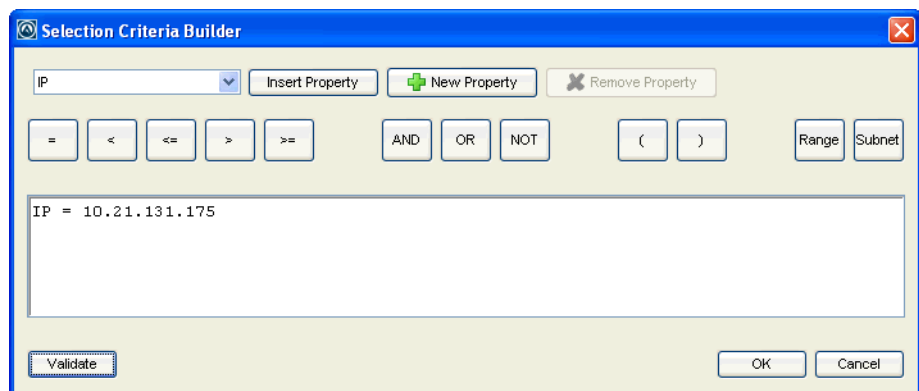 Selection Criteria Builder
IP Insert Property New Property Remove Property
= < <= > >= AND OR NOT ( ) Range Subnet
IP = 10.21.131.175
Validate OK Cancel